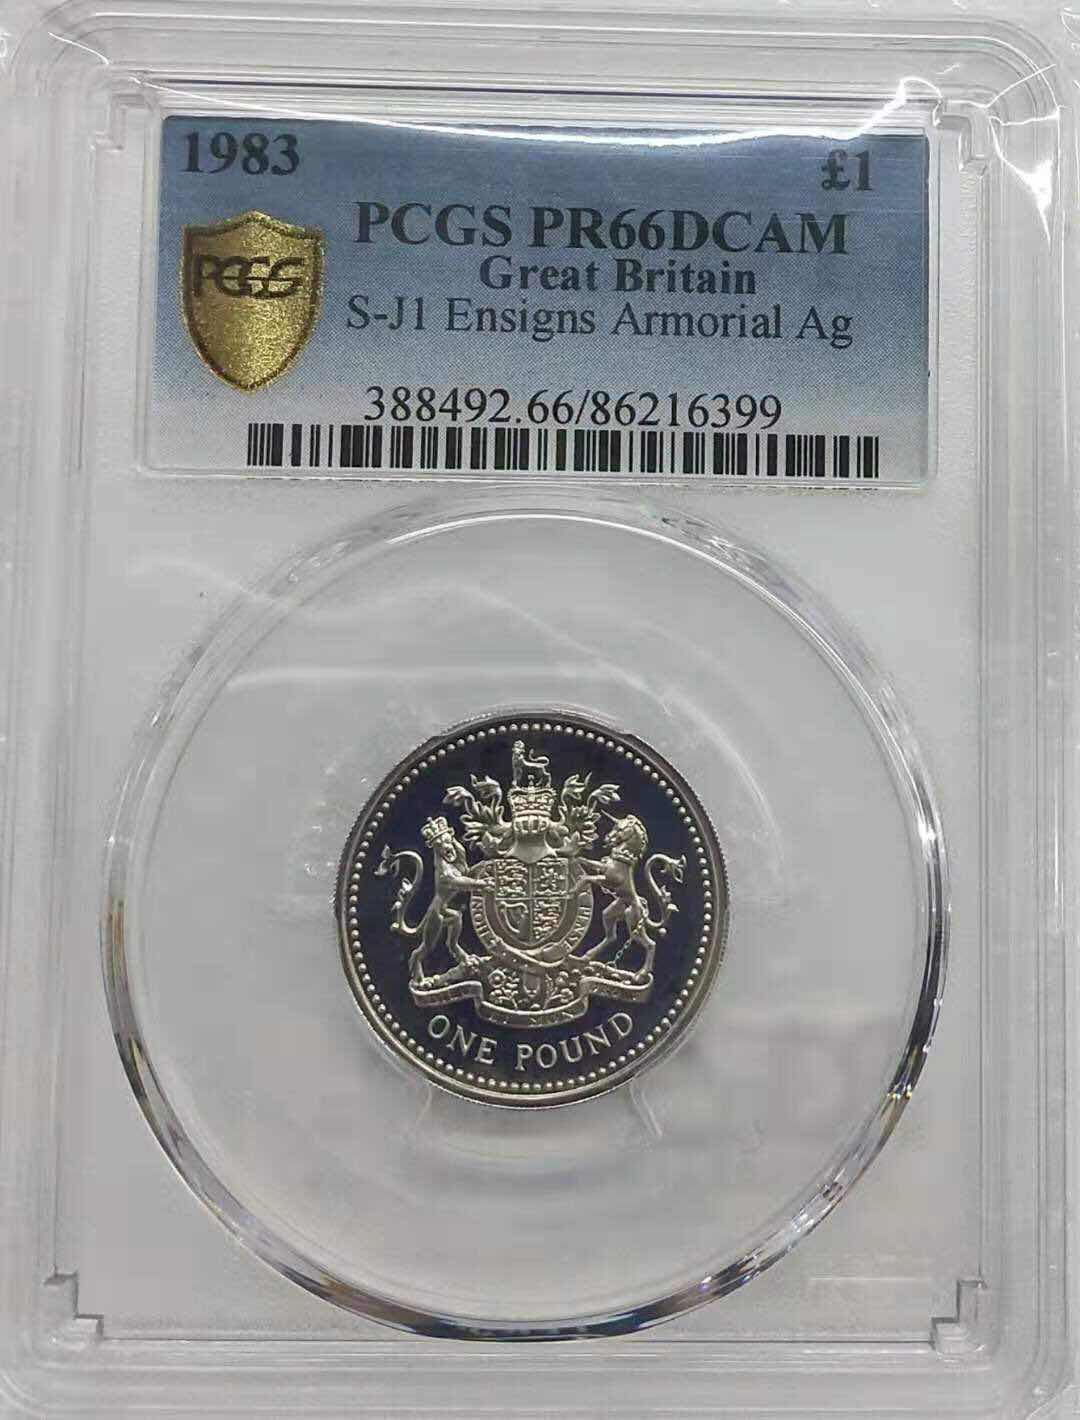 1983 £1
PCGS PR66DCAM
Great Britain
PCGS
S-J1 Ensigns Armorial Ag
388492.66/86216399
ONE POUND